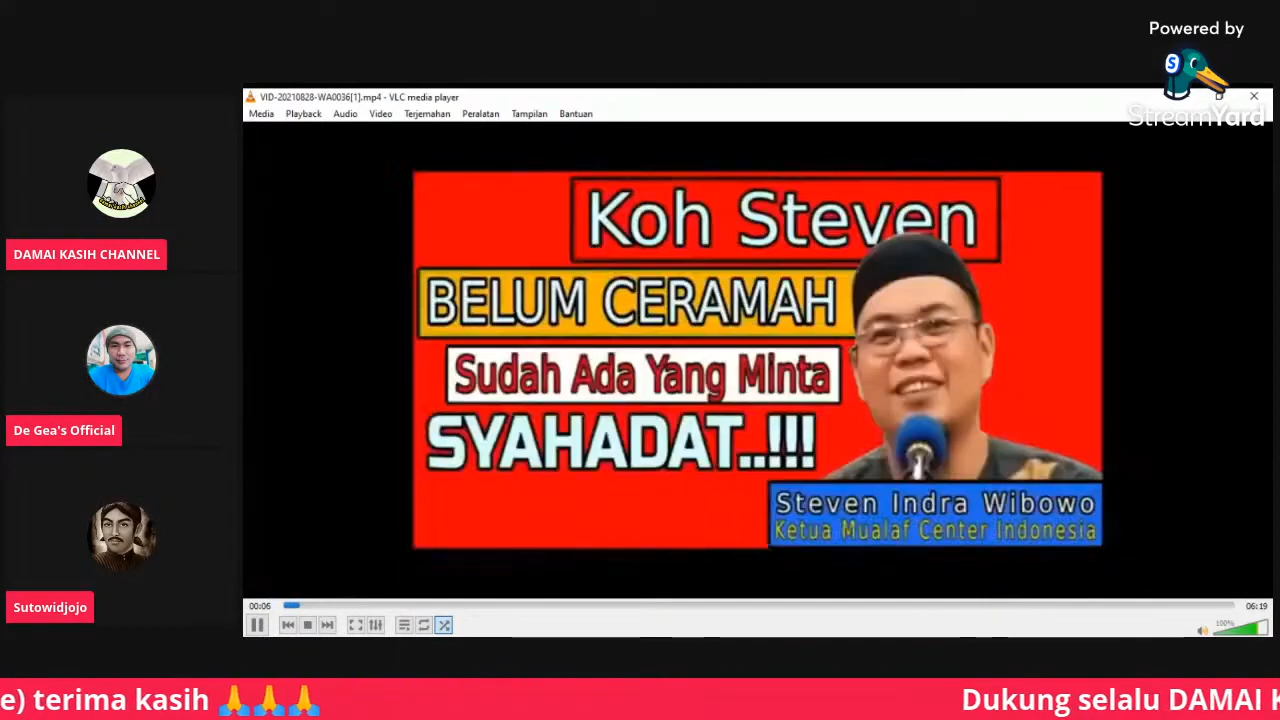 Powered by
StreamYard
VID-20210828-WA0036[1].mp4 - VLC media player
Media Playback Audio Video Terjemahan Peralatan Tampilan Bantuan
DAMAI KASIH CHANNEL
De Gea's Official
Sutowidjojo
Koh Steven
BELUM CERAMAH
Sudah Ada Yang Minta
SYAHADAT..!!!
Steven Indra Wibowo
Ketua Mualaf Center Indonesia
00:06
06:19
100%
e) terima kasih 🙏🙏🙏
Dukung selalu DAMAI K